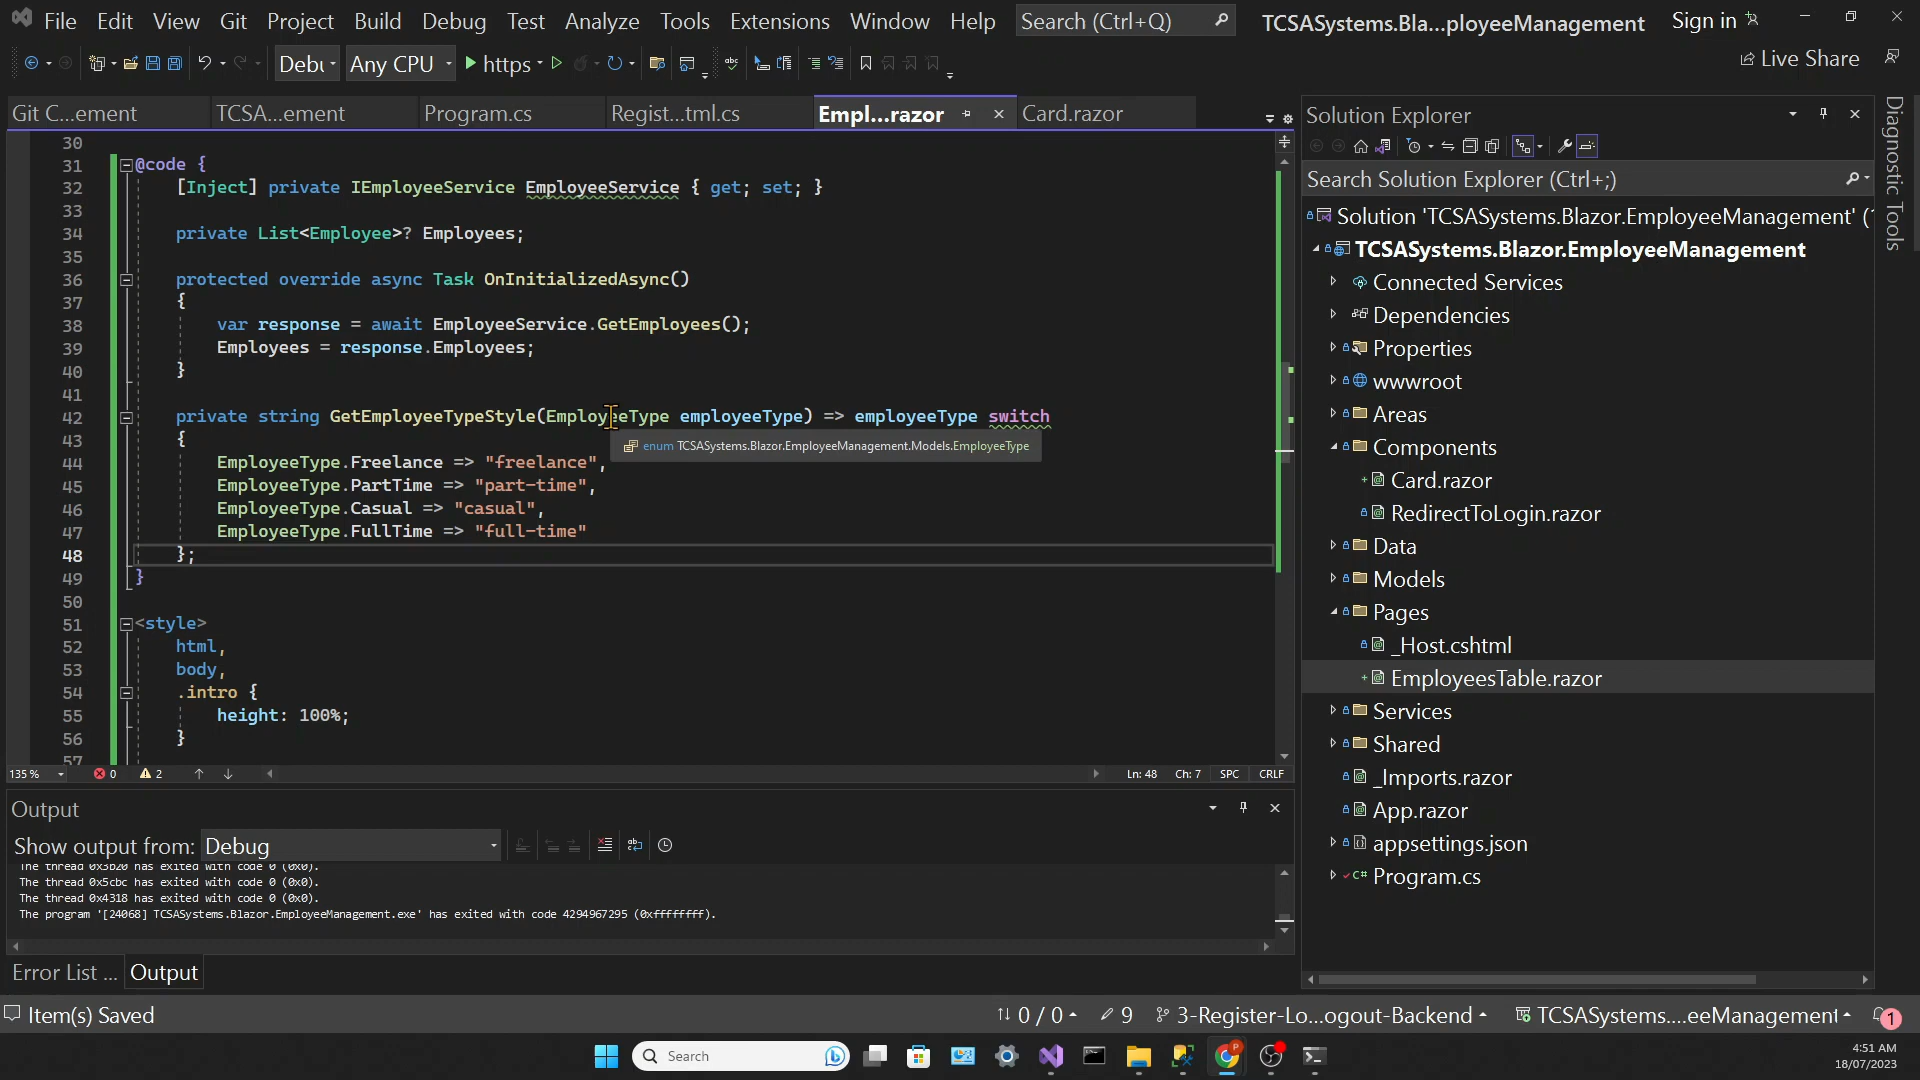 File Edit View Git Project Build Debug Test Analyze Tools Extensions Window Help Search (Ctrl+Q) TCSASystems.Bla...ployeeManagement Sign in
Debu Any CPU https Live Share
Git C...ement TCSA...ement Program.cs Regist...tml.cs Empl...razor Card.razor
30
31 @code {
32 [Inject] private IEmployeeService EmployeeService { get; set; }
33
34 private List<Employee>? Employees;
35
36 protected override async Task OnInitializedAsync()
37 {
38 var response = await EmployeeService.GetEmployees();
39 Employees = response.Employees;
40 }
41
42 private string GetEmployeeTypeStyle(EmployeeType employeeType) => employeeType switch
43 {
enum TCSASystems.Blazor.EmployeeManagement.Models.EmployeeType
44 EmployeeType.Freelance => "freelance",
45 EmployeeType.PartTime => "part-time",
46 EmployeeType.Casual => "casual",
47 EmployeeType.FullTime => "full-time"
48 };
49 }
50
51 <style>
52 html,
53 body,
54 .intro {
55 height: 100%;
56 }
57
135 % 0 2 Ln: 48 Ch: 7 SPC CRLF
Output
Show output from: Debug
The thread 0x3b20 has exited with code 0 (0x0).
The thread 0x5cbc has exited with code 0 (0x0).
The thread 0x4318 has exited with code 0 (0x0).
The program '[24068] TCSASystems.Blazor.EmployeeManagement.exe' has exited with code 4294967295 (0xffffffff).
Error List ... Output
Solution Explorer
Search Solution Explorer (Ctrl+;)
Solution 'TCSASystems.Blazor.EmployeeManagement' (
TCSASystems.Blazor.EmployeeManagement
Connected Services
Dependencies
Properties
wwwroot
Areas
Components
Card.razor
RedirectToLogin.razor
Data
Models
Pages
_Host.cshtml
EmployeesTable.razor
Services
Shared
_Imports.razor
App.razor
appsettings.json
C# Program.cs
Diagnostic Tools
Item(s) Saved 0 / 0 9 3-Register-Lo...ogout-Backend TCSASystems....eeManagement 1
Search
4:51 AM
18/07/2023